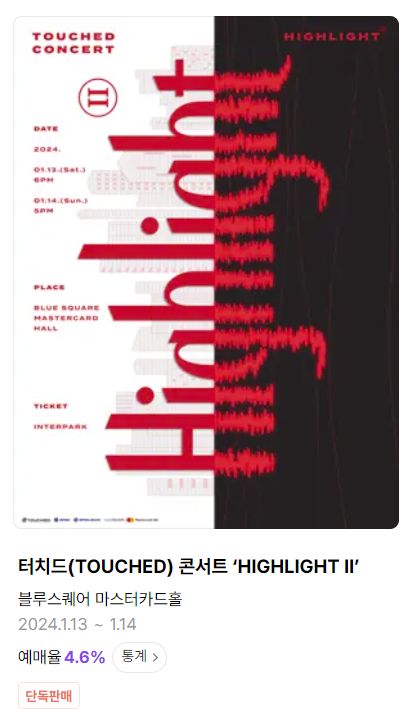 TOUCHED
CONCERT
HIGHLIGHT
II
DATE
2024.
01.13.(Sat.)
6PM
01.14.(Sun.)
5PM
PLACE
BLUE SQUARE
MASTERCARD
HALL
TICKET
INTERPARK
Highlight
터치드(TOUCHED) 콘서트 ‘HIGHLIGHT II’
블루스퀘어 마스터카드홀
2024.1.13 ~ 1.14
예매율 4.6% 통계 >
단독판매